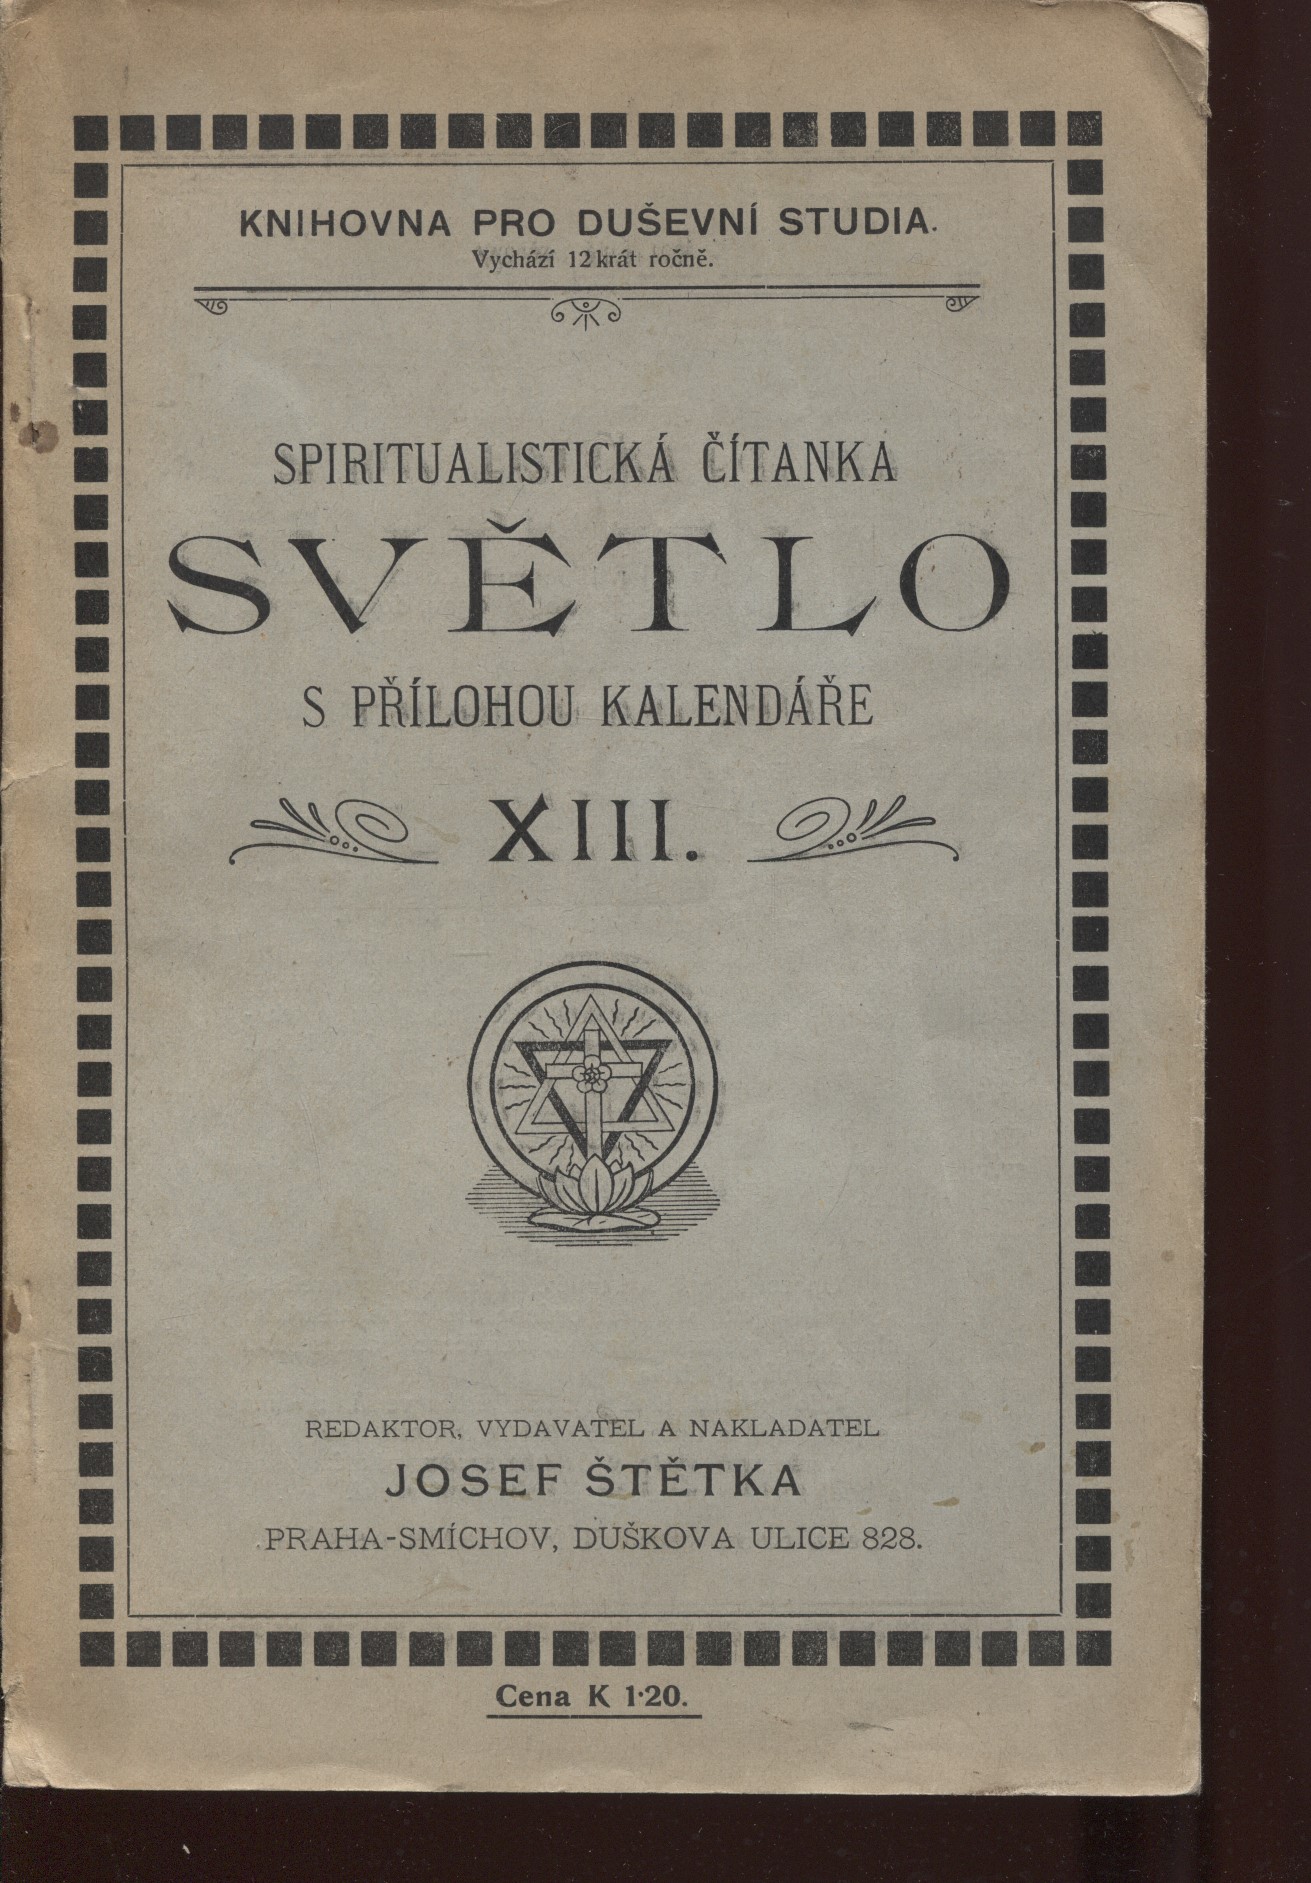 KNIHOVNA PRO DUŠEVNÍ STUDIA.
Vychází 12krát ročně.
SPIRITUALISTICKÁ ČÍTANKA
SVĚTLO
S PŘÍLOHOU KALENDÁŘE
XIII.
REDAKTOR, VYDAVATEL A NAKLADATEL
JOSEF ŠTĚTKA
PRAHA-SMÍCHOV, DUŠKOVA ULICE 828.
Cena K 1·20.